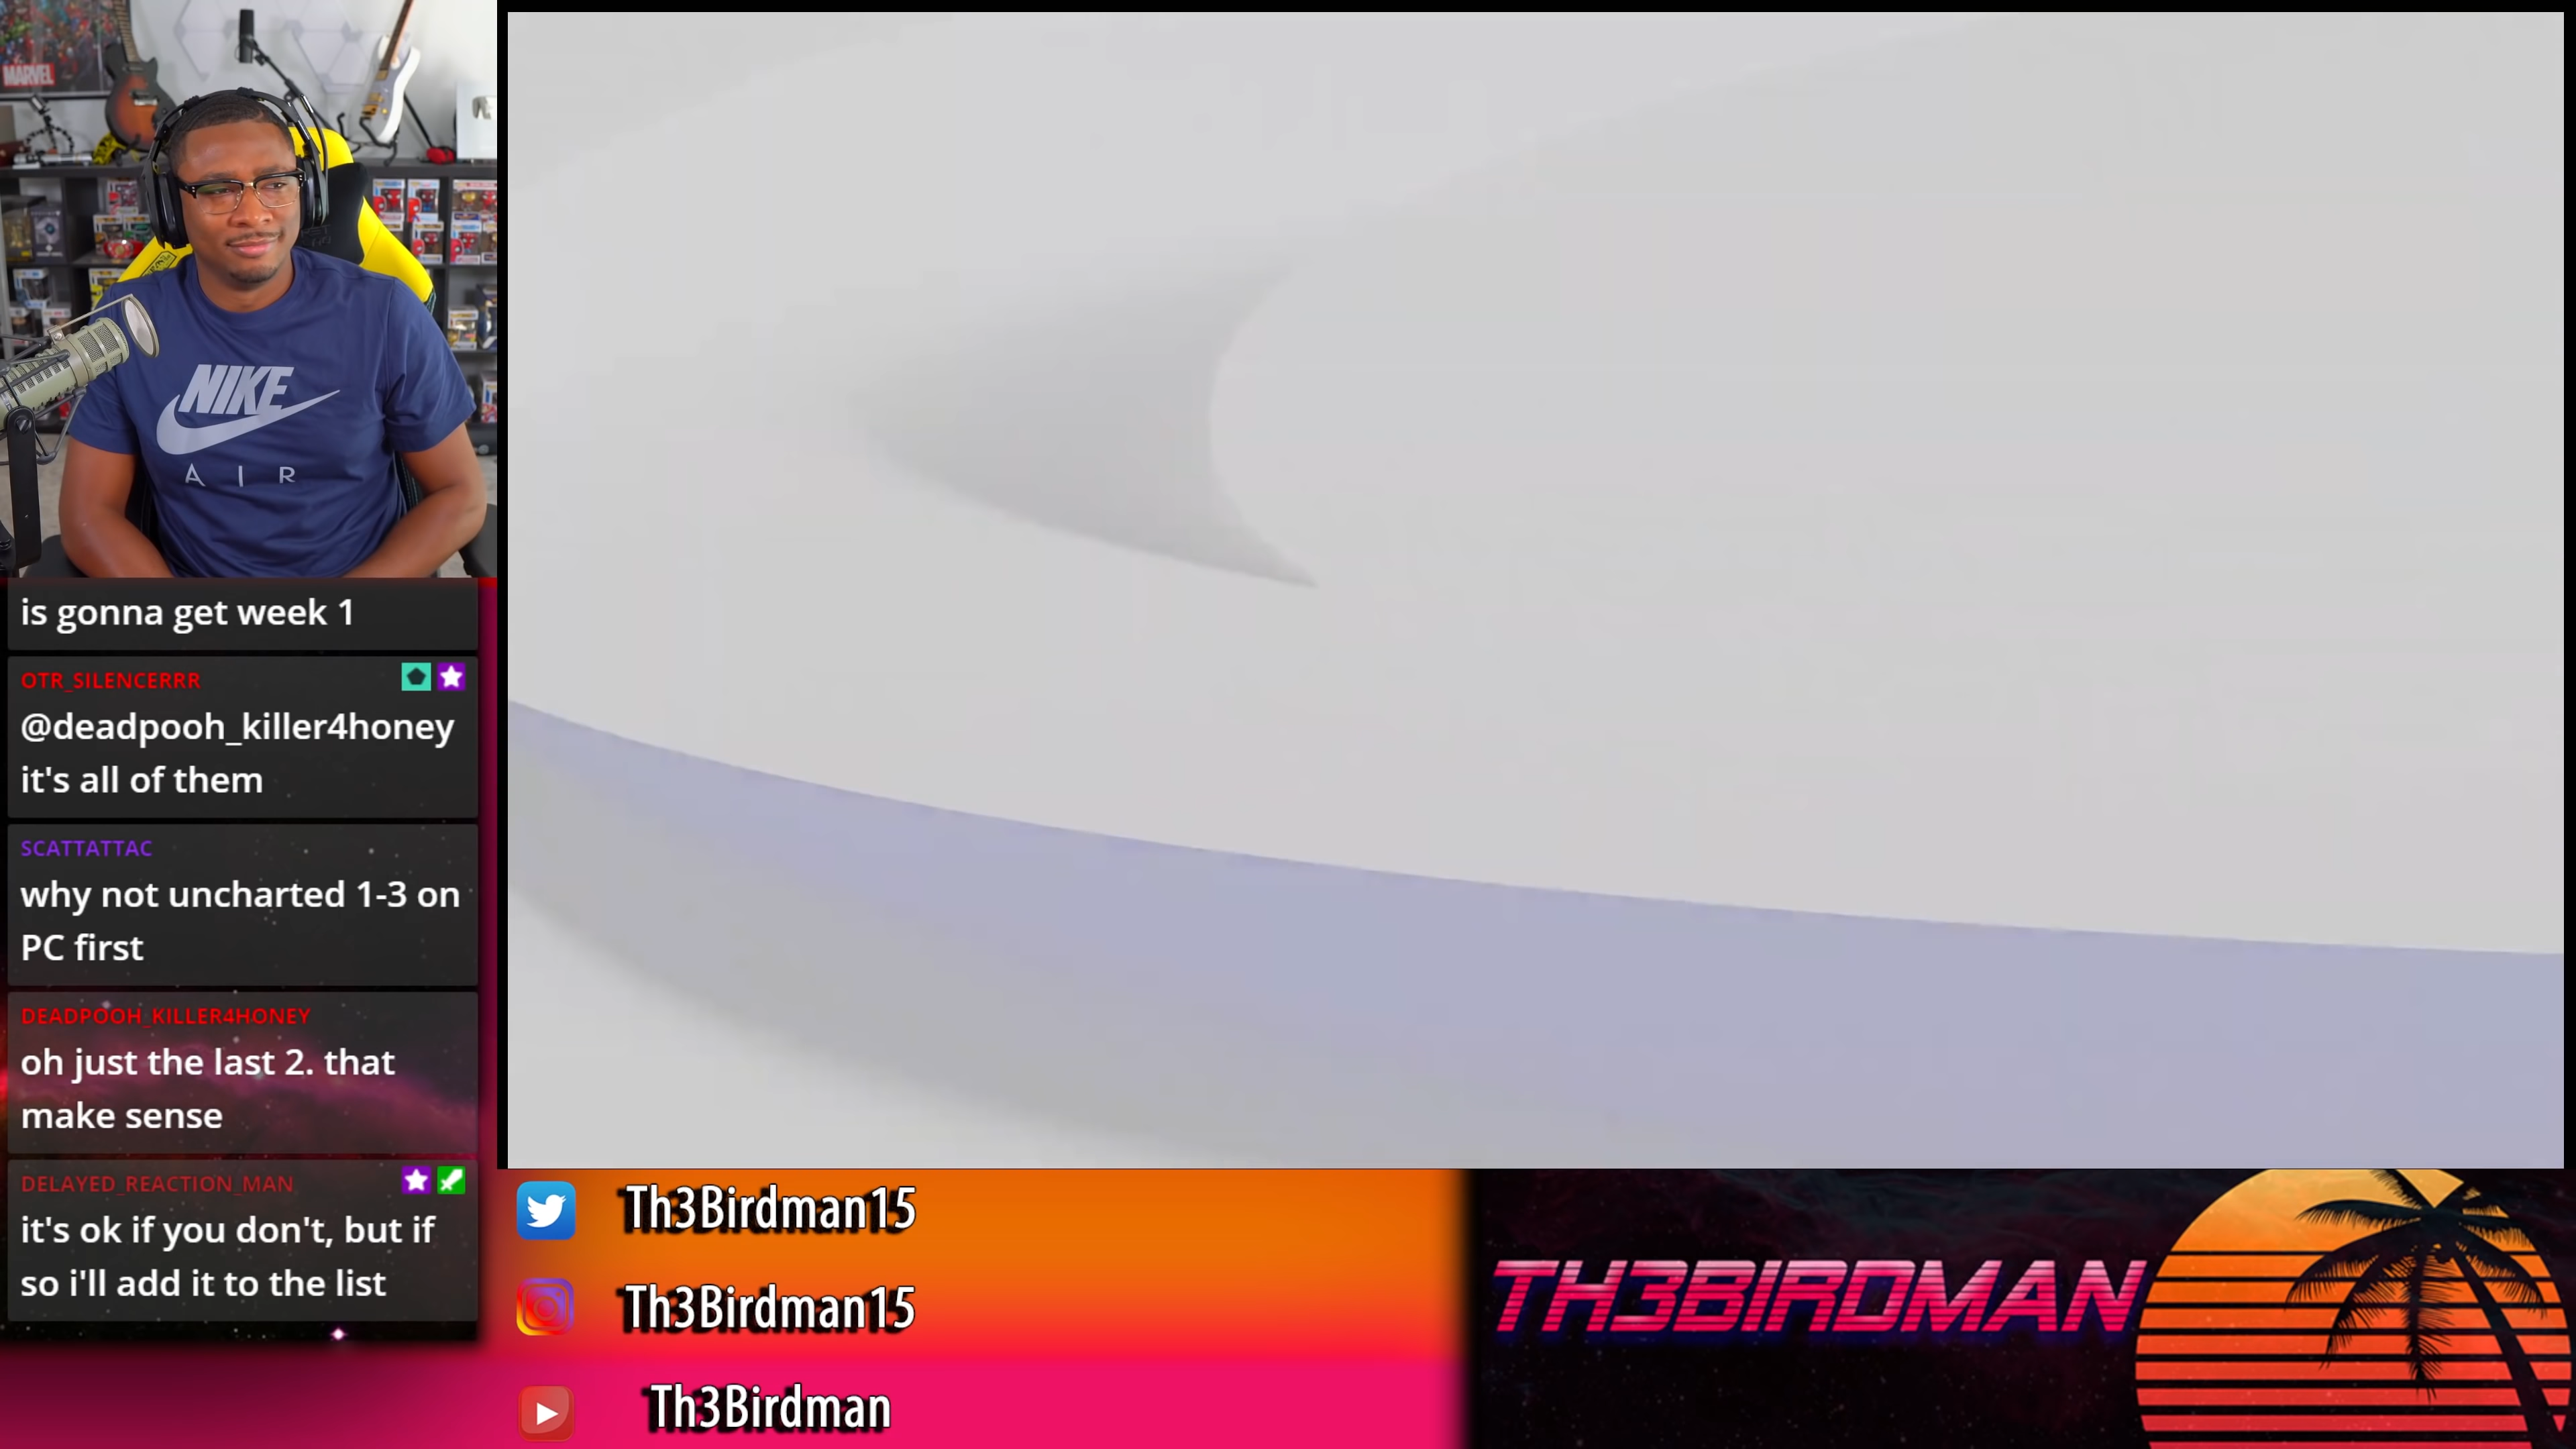 MARVEL
NIKE
AIR
is gonna get week 1
OTR_SILENCERRR
@deadpooh_killer4honey
it's all of them
SCATTATTAC
why not uncharted 1-3 on
PC first
DEADPOOH_KILLER4HONEY
oh just the last 2. that
make sense
DELAYED_REACTION_MAN
it's ok if you don't, but if
so i'll add it to the list
Th3Birdman15
Th3Birdman15
Th3Birdman
TH3BIRDMAN